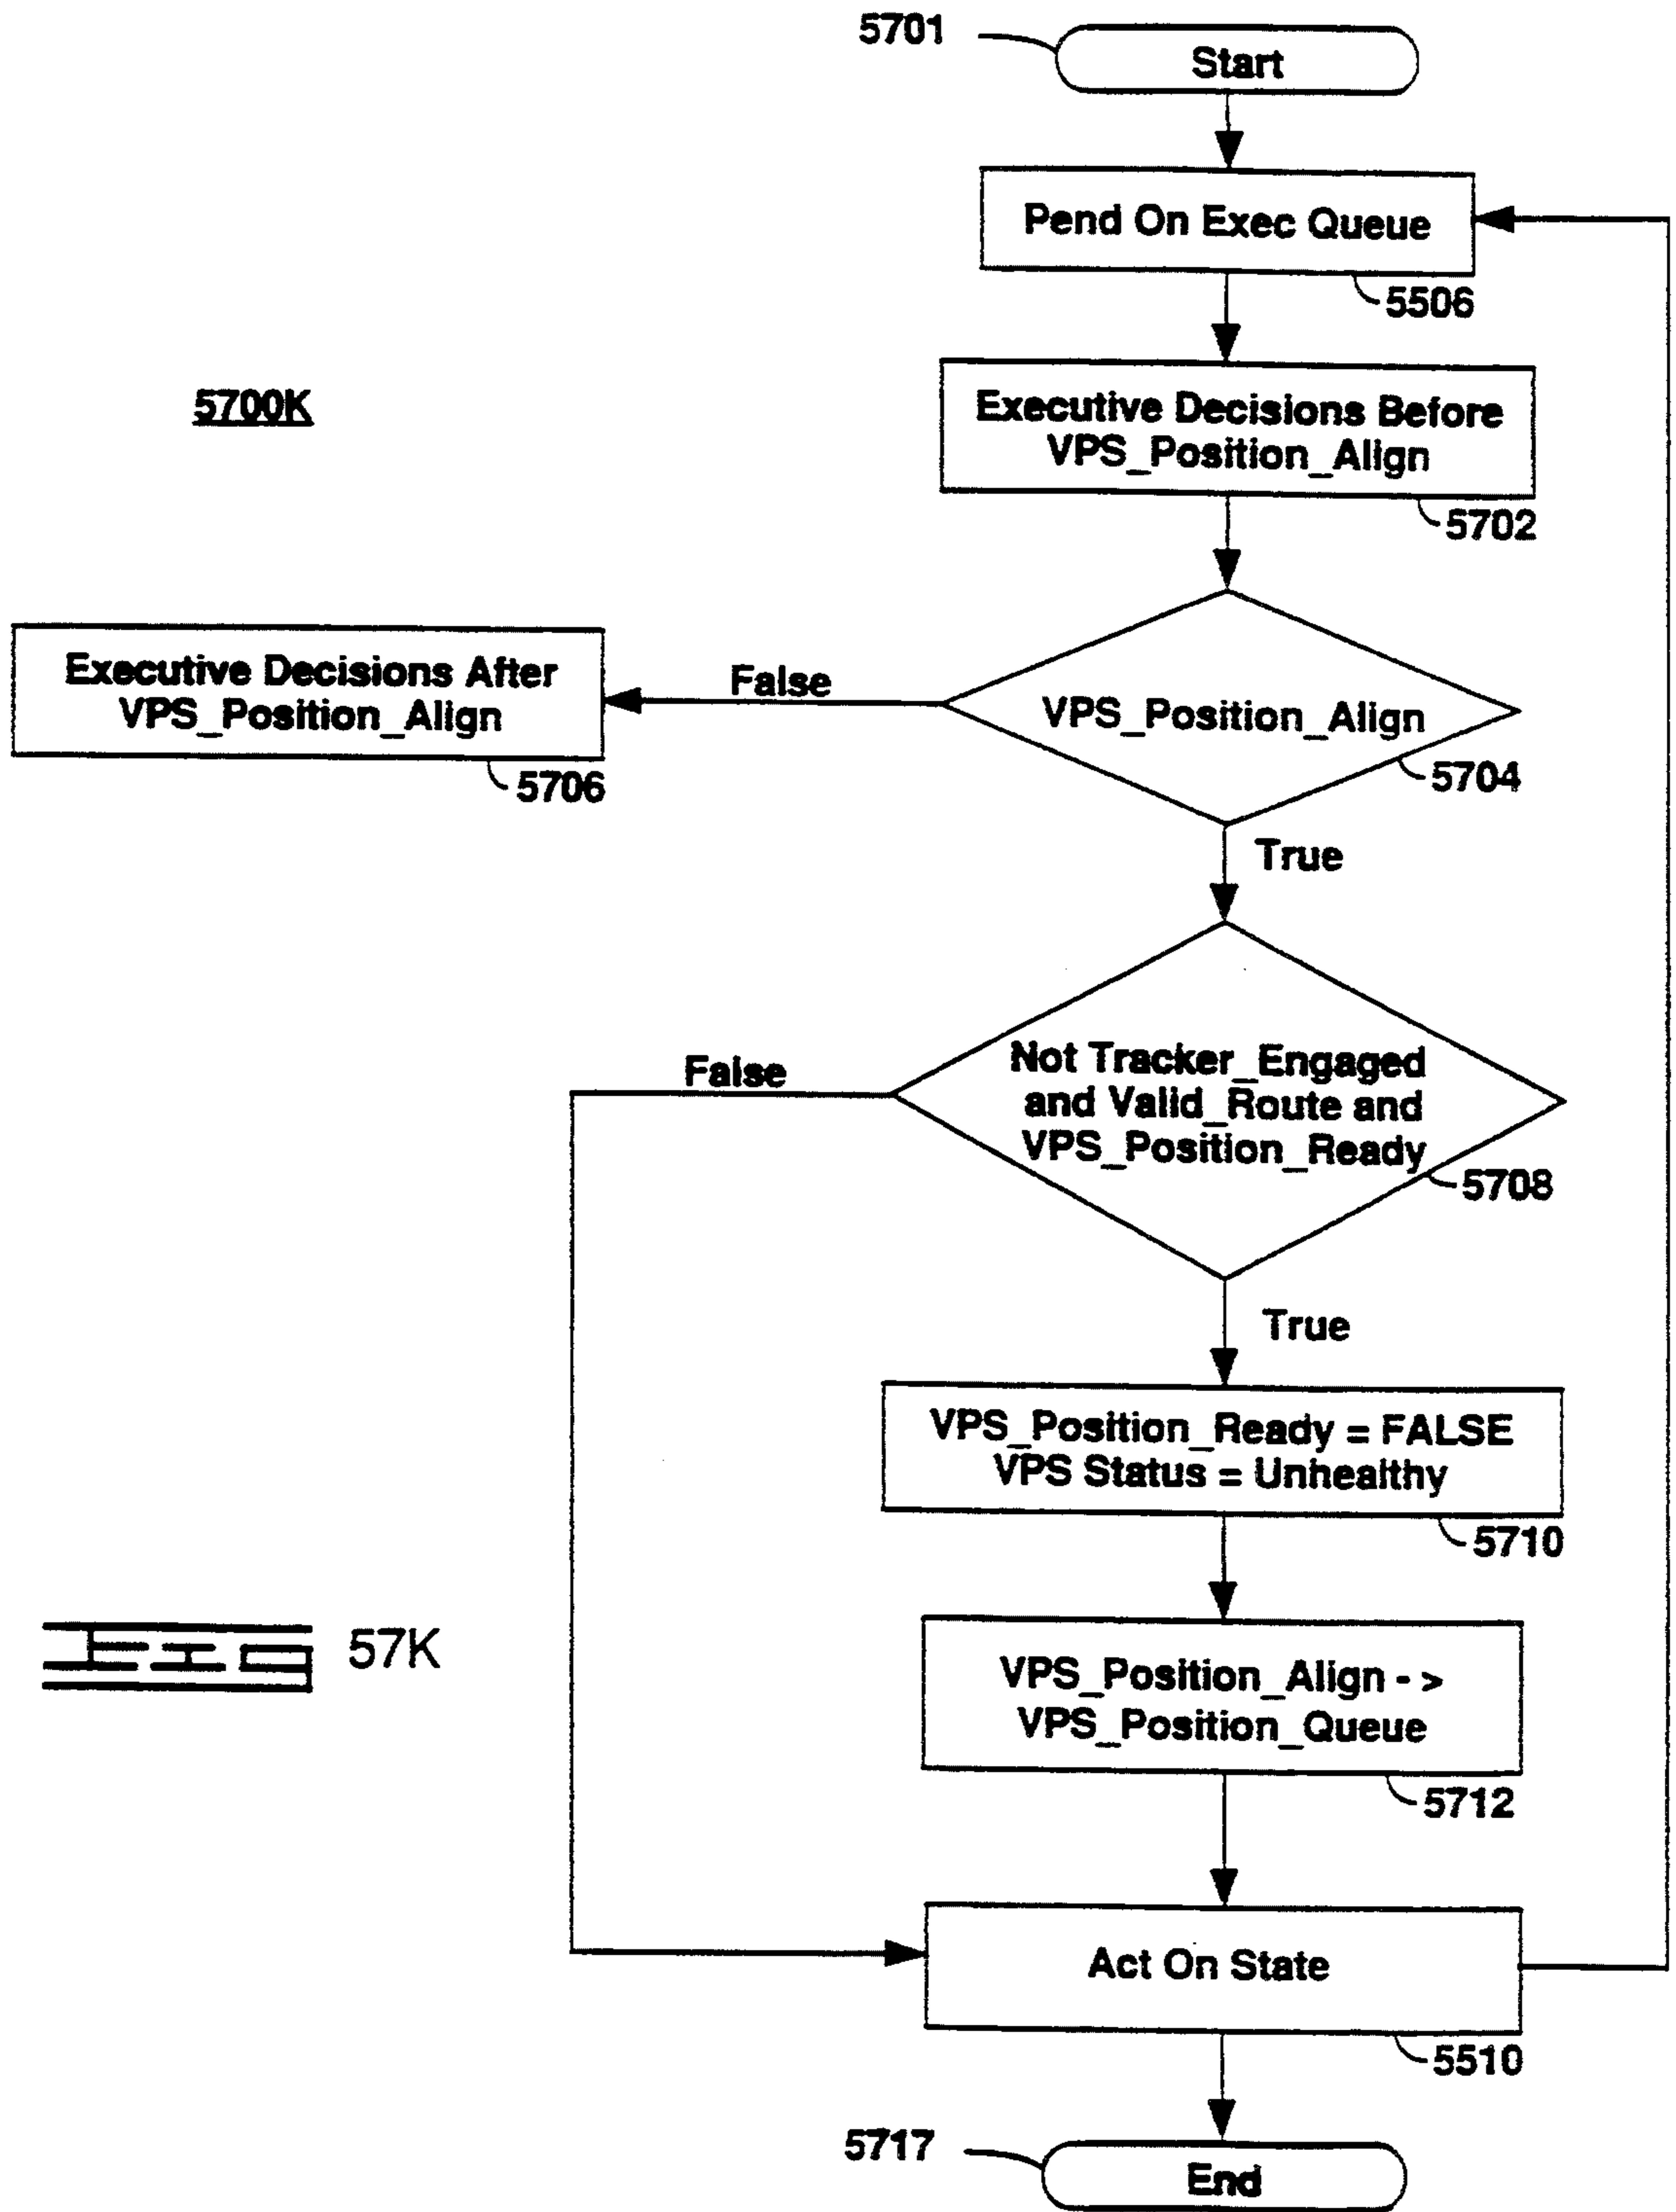 5701
Start
Pend On Exec Queue
5506
5700K
Executive Decisions Before
VPS_Position_Align
5702
Executive Decisions After
VPS_Position_Align
5706
False
VPS_Position_Align
5704
True
False
Not Tracker_Engaged
and Valid_Route and
VPS_Position_Ready
5708
True
VPS_Position_Ready = FALSE
VPS Status = Unhealthy
5710
57K
VPS_Position_Align - >
VPS_Position_Queue
5712
Act On State
5510
5717
End